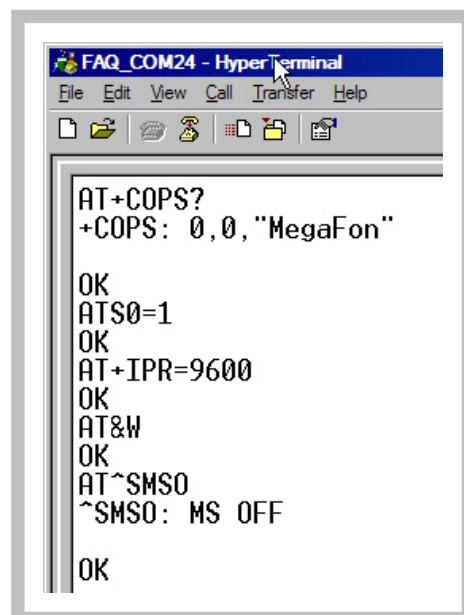 FAQ_COM24 - HyperTerminal
File Edit View Call Transfer Help
AT+COPS?
+COPS: 0,0,"MegaFon"
OK
ATS0=1
OK
AT+IPR=9600
OK
AT&W
OK
AT^SMSO
^SMSO: MS OFF
OK